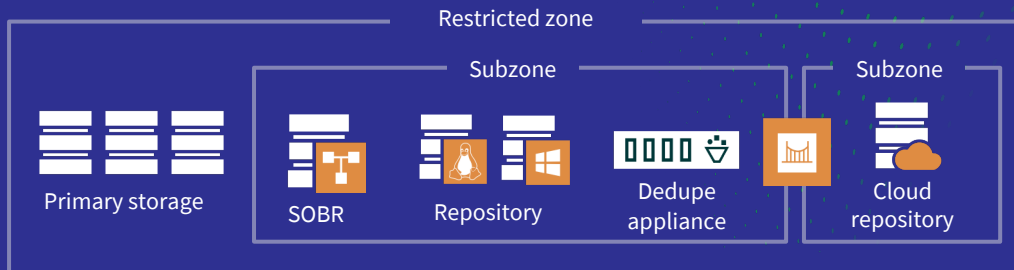 Restricted zone
Subzone
Subzone
Primary storage
SOBR
Repository
Dedupe
appliance
Cloud
repository